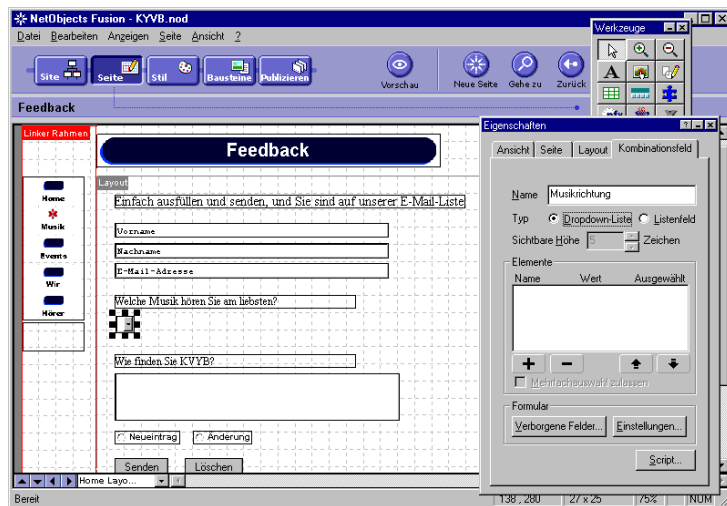 NetObjects Fusion - KYVB.nod
Datei Bearbeiten Anzeigen Seite Ansicht ?
Site
Seite
Stil
Bausteine
Publizieren
Vorschau
Neue Seite
Gehe zu
Zurück
Werkzeuge
A
Feedback
Linker Rahmen
Feedback
Layout
Einfach ausfüllen und senden, und Sie sind auf unserer E-Mail-Liste
Home
Musik
Events
Wir
Hörer
Vorname
Nachname
E-Mail-Adresse
Welche Musik hören Sie am liebsten?
Wie finden Sie KVYB?
Neueintrag
Änderung
Senden
Löschen
Home Layo...
Eigenschaften
Ansicht Seite Layout Kombinationsfeld
Name Musikrichtung
Typ Dropdown-Liste Listenfeld
Sichtbare Höhe 5 Zeichen
Elemente
Name Wert Ausgewählt
Mehrfachauswahl zulassen
Formular
Verborgene Felder... Einstellungen...
Script...
Bereit
138 , 280
27 x 25
75%
NUM